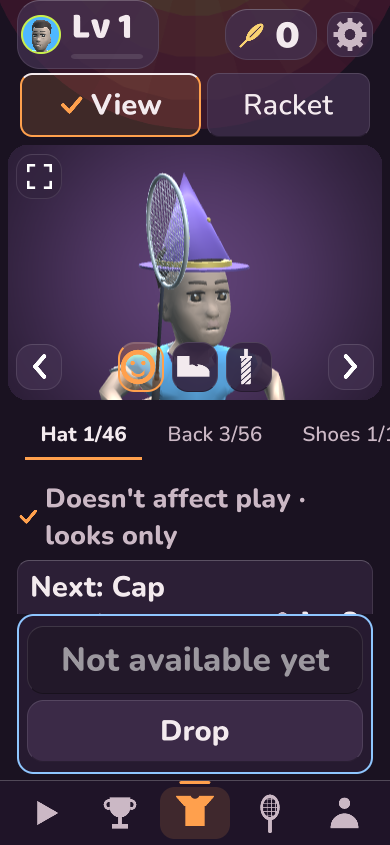 Lv 1
0
View
Racket
Hat 1/46
Back 3/56
Shoes 1/1
Doesn't affect play ·
looks only
Next: Cap
Not available yet
Drop